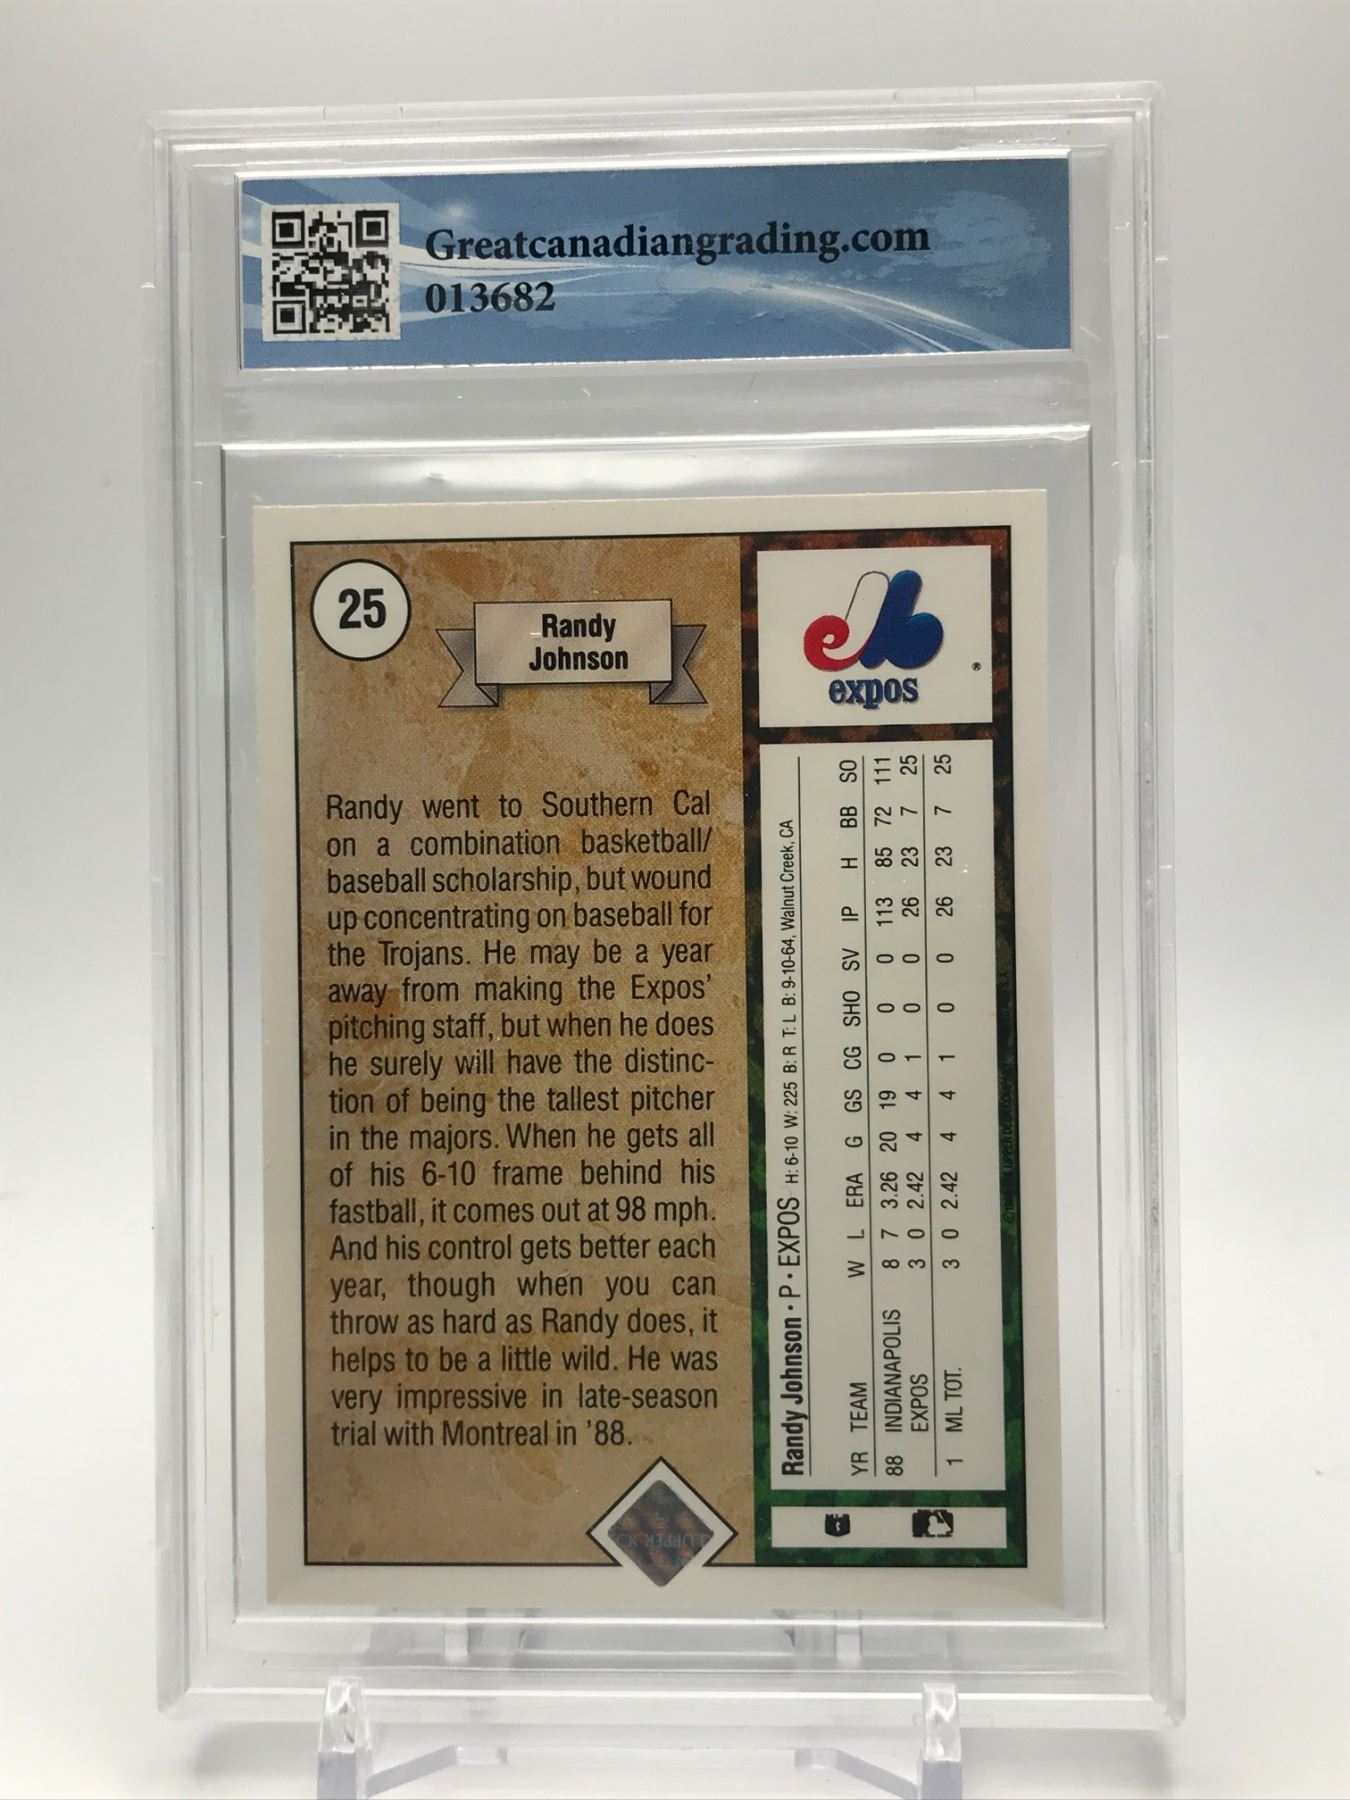 Greatcanadiangrading.com
013682
25
Randy
Johnson
expos
®
Randy went to Southern Cal
on a combination basketball/
baseball scholarship, but wound
up concentrating on baseball for
the Trojans. He may be a year
away from making the Expos'
pitching staff, but when he does
he surely will have the distinc-
tion of being the tallest pitcher
in the majors. When he gets all
of his 6-10 frame behind his
fastball, it comes out at 98 mph.
And his control gets better each
year, though when you can
throw as hard as Randy does, it
helps to be a little wild. He was
very impressive in late-season
trial with Montreal in '88.
Randy Johnson • P • EXPOS H: 6-10 W: 225 B: R T: L B: 9-10-64, Walnut Creek, CA
YR TEAM W L ERA G GS CG SHO SV IP H BB SO
88 INDIANAPOLIS 8 7 3.26 20 19 0 0 0 113 85 72 111
EXPOS 3 0 2.42 4 4 1 0 0 26 23 7 25
1 ML TOT. 3 0 2.42 4 4 1 0 0 26 23 7 25
UPPER